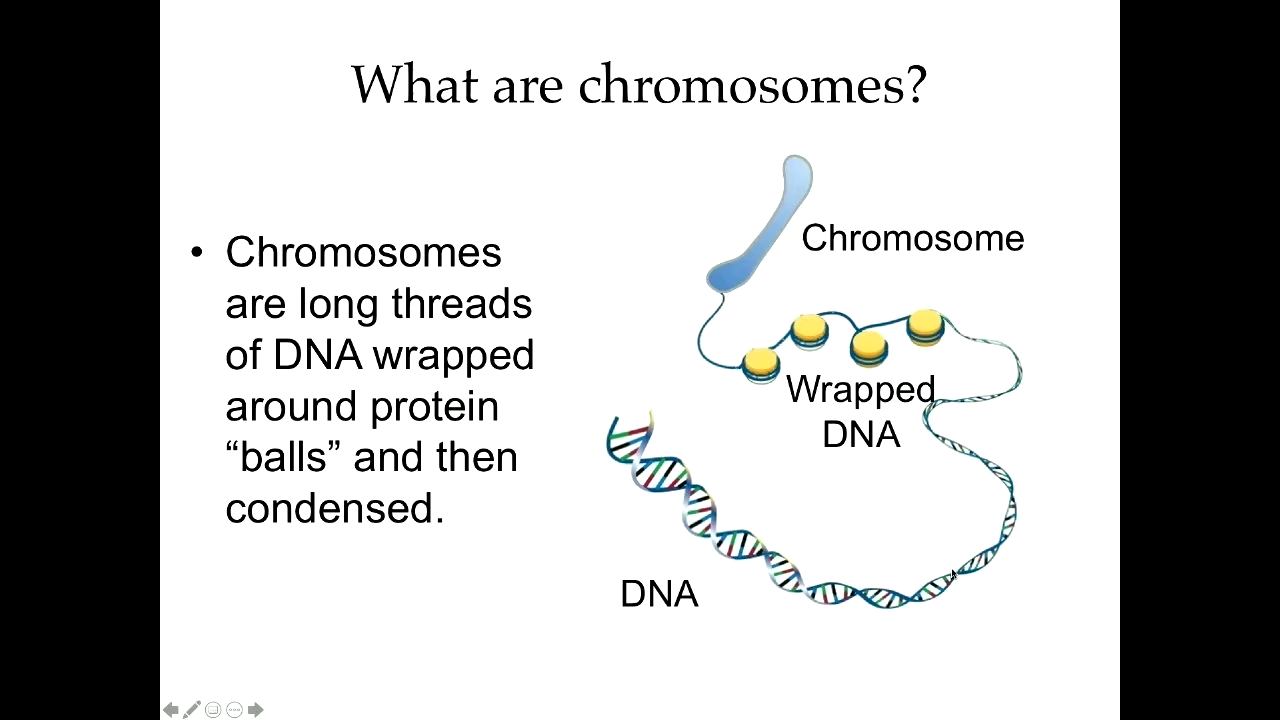 What are chromosomes?
• Chromosomes
are long threads
of DNA wrapped
around protein
“balls” and then
condensed.
Chromosome
Wrapped
DNA
DNA